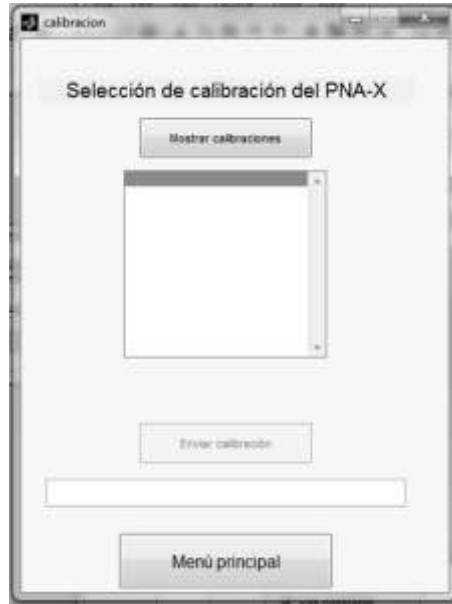 calibracion
Selección de calibración del PNA-X
Mostrar calibraciones
Enviar calibración
Menú principal